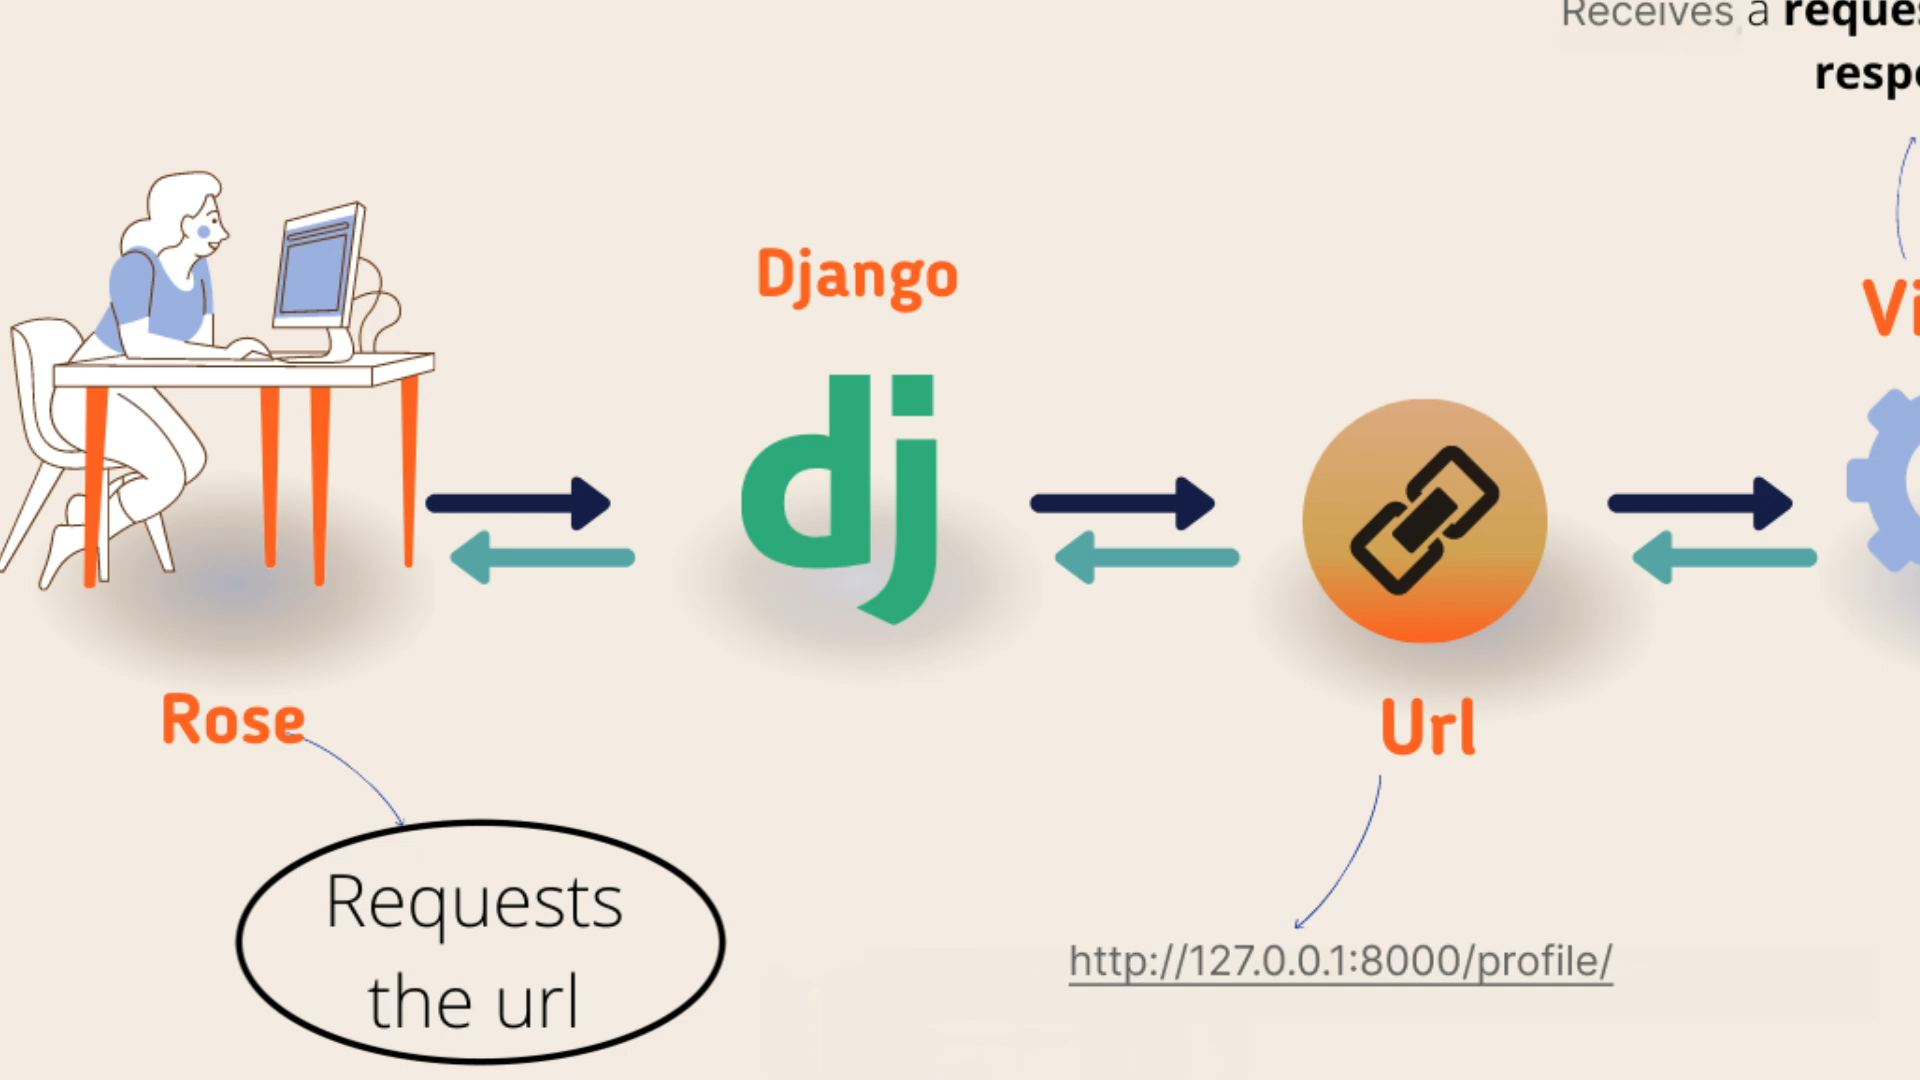 Receives a
Django
dj
Rose
Url
Requests
the url
http://127.0.0.1:8000/profile/